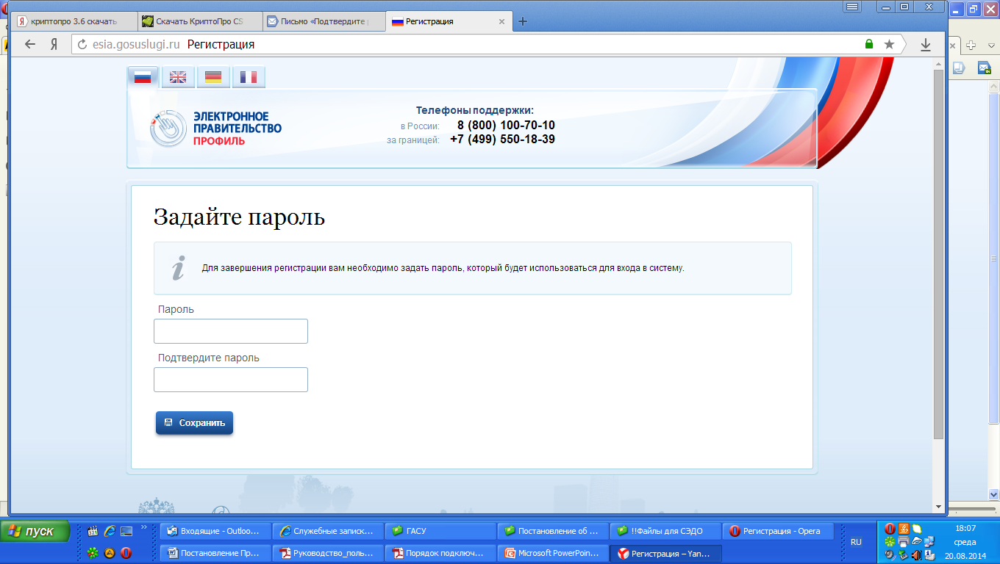 криптопро 3.6 скачать
Скачать КриптоПро CS
Письмо «Подтвердите
Регистрация
esia.gosuslugi.ru Регистрация
ЭЛЕКТРОННОЕ
ПРАВИТЕЛЬСТВО
ПРОФИЛЬ
Телефоны поддержки:
в России: 8 (800) 100-70-10
за границей: +7 (499) 550-18-39
Задайте пароль
Для завершения регистрации вам необходимо задать пароль, который будет использоваться для входа в систему.
Пароль
Подтвердите пароль
Сохранить
пуск
Входящие - Outloo...
Служебные записк...
ГАСУ
Постановление об ...
!!Файлы для СЭДО
Регистрация - Opera
Постановление Пр...
Руководство_поль...
Порядок подключ...
Microsoft PowerPoin...
Регистрация – Yan...
RU
18:07
среда
20.08.2014